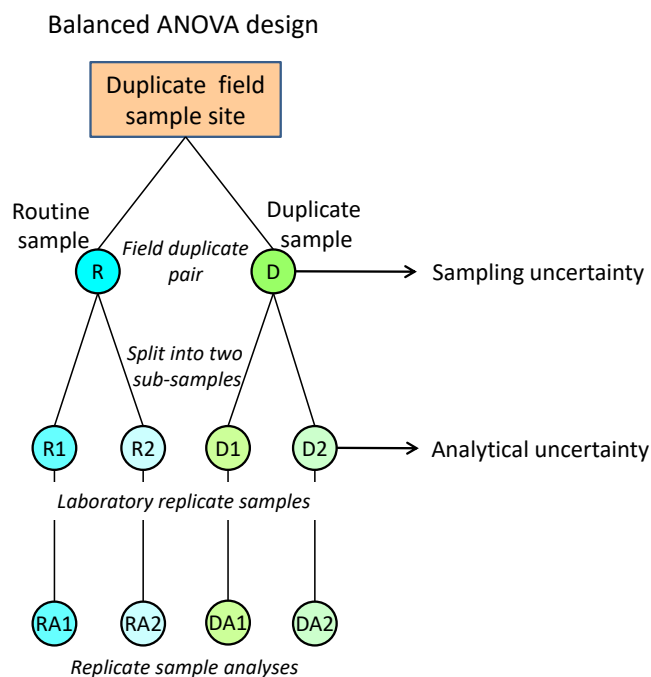 Balanced ANOVA design
Duplicate field
sample site
Routine
sample
Duplicate
sample
Field duplicate
pair
R
D
Sampling uncertainty
Split into two
sub-samples
R1
R2
D1
D2
Analytical uncertainty
Laboratory replicate samples
RA1
RA2
DA1
DA2
Replicate sample analyses